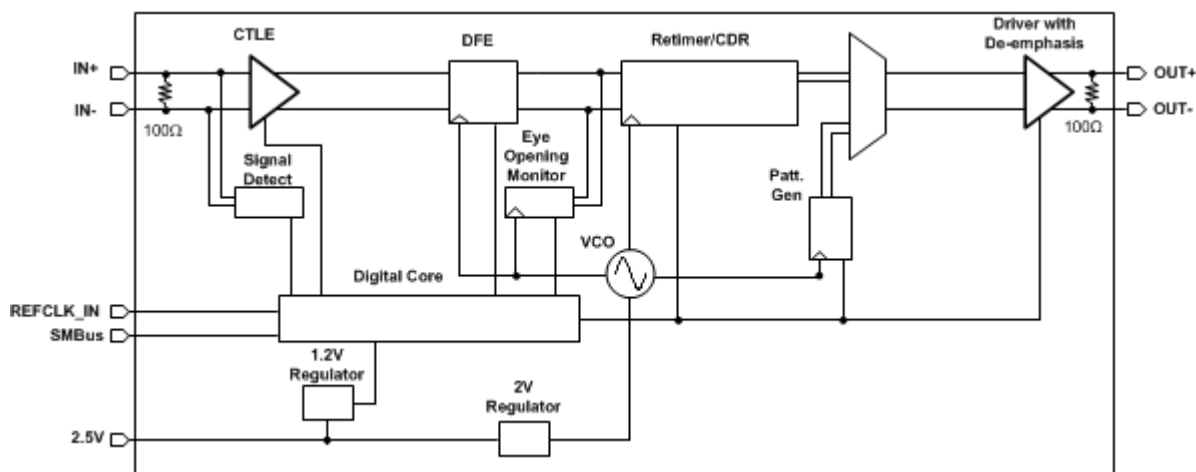 CTLE
DFE
Retimer/CDR
Driver with
De-emphasis
IN+
IN-
100Ω
OUT+
OUT-
100Ω
Signal
Detect
Eye
Opening
Monitor
Patt.
Gen
VCO
Digital Core
REFCLK_IN
SMBus
1.2V
Regulator
2V
Regulator
2.5V